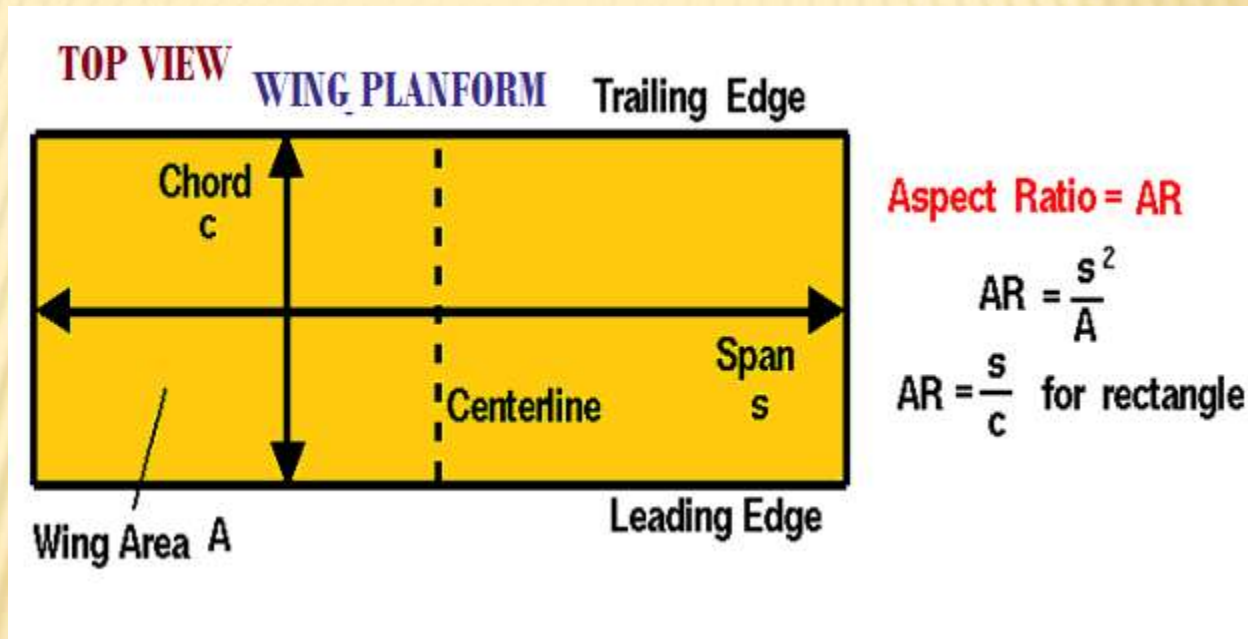 TOP VIEW
WING PLANFORM
Trailing Edge
Chord
c
Span
s
Centerline
Wing Area A
Leading Edge
Aspect Ratio = AR
AR = s²/A
AR = s/c for rectangle